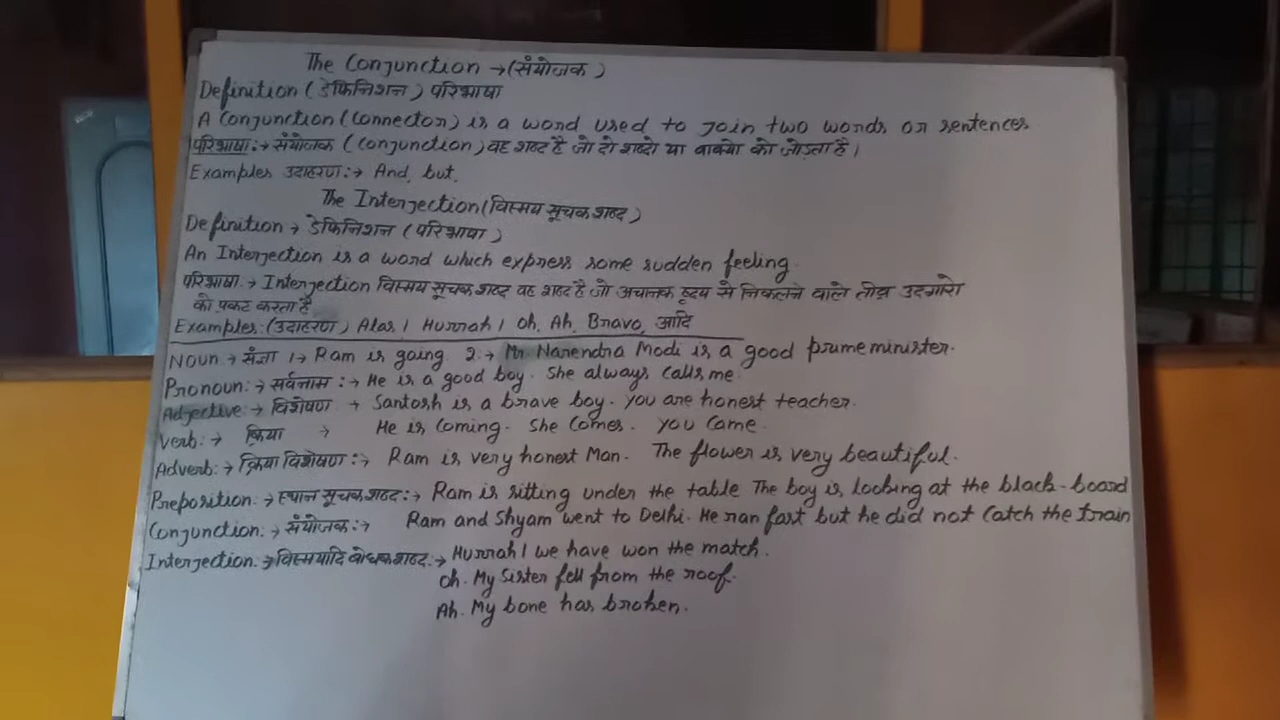 The Conjunction → (संयोजक)
Definition (डेफिनिशन) परिभाषा
A Conjunction (Connector) is a word used to join two words or sentences
परिभाषा:→ संयोजक (Conjunction) वह शब्द है जो दो शब्दो या वाक्यो को जोड़ता है।
Examples उदाहरण:→ And, but,
The Interjection (विस्मय सूचक शब्द)
Definition → डेफिनिशन (परिभाषा)
An Interjection is a word which express some sudden feeling.
परिभाषा → Interjection विस्मय सूचक शब्द वह शब्द है जो अचानक हृदय से निकलने वाले तीव्र उदगारो
को प्रकट करता है
Examples: (उदाहरण) Alas! Hurrah! Oh, Ah, Bravo, आदि
Noun → संज्ञा 1→ Ram is going. 2:→ Mr. Narendra Modi is a good prime minister.
Pronoun:→ सर्वनाम:→ He is a good boy. She always calls me.
Adjective:→ विशेषण → Santosh is a brave boy. You are honest teacher.
Verb:→ क्रिया → He is Coming. She Comes. You Came.
Adverb:→ क्रिया विशेषण:→ Ram is very honest Man. The flower is very beautiful.
Preposition:→ स्थान सूचक शब्द:→ Ram is sitting under the table The boy is looking at the black-board
Conjunction:→ संयोजक:→ Ram and Shyam went to Delhi. He ran fast but he did not Catch the train
Interjection:→ विस्मयादि बोधक शब्द:→ Hurrah! we have won the match.
Oh. My Sister fell from the roof.
Ah. My bone has broken.